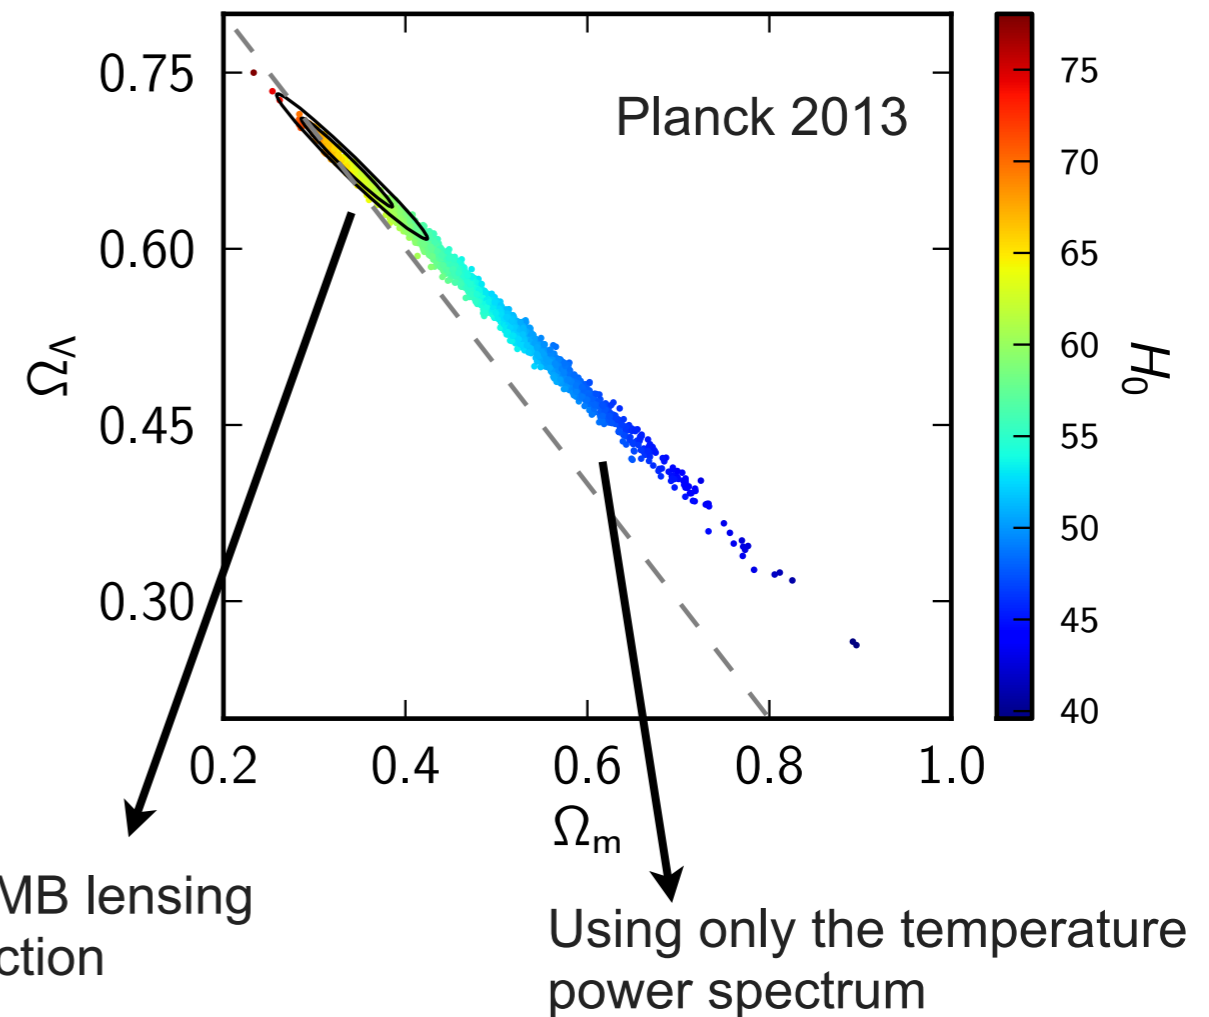 Planck 2013
0.75
0.60
0.45
0.30
Ω_Λ
0.2 0.4 0.6 0.8 1.0
Ω_m
75
70
65
60
55
50
45
40
H_0
MB lensing
ction
Using only the temperature
power spectrum